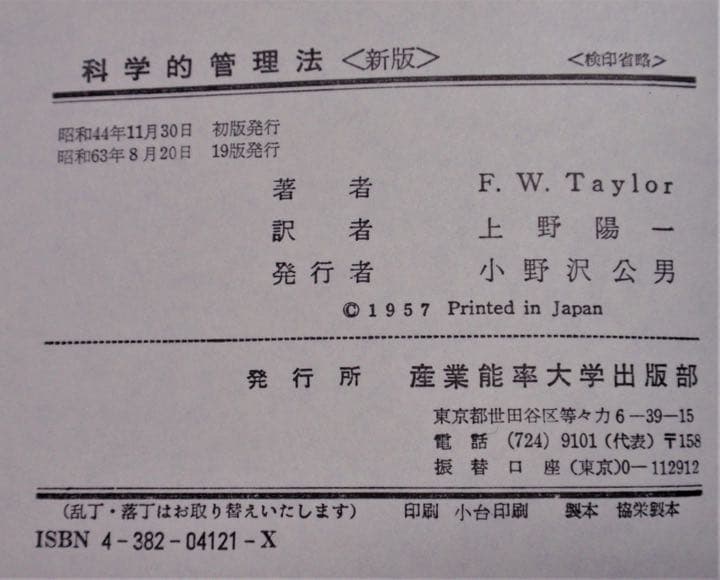 科学的管理法〈新版〉 〈検印省略〉
昭和44年11月30日 初版発行
昭和63年8月20日 19版発行
著者 F. W. Taylor
訳者 上野陽一
発行者 小野沢公男
© 1957 Printed in Japan
発行所 産業能率大学出版部
東京都世田谷区等々力6-39-15
電話 (724) 9101 (代表) 〒158
振替口座 (東京)0-112912
(乱丁・落丁はお取り替えいたします) 印刷 小台印刷 製本 協栄製本
ISBN 4-382-04121-X